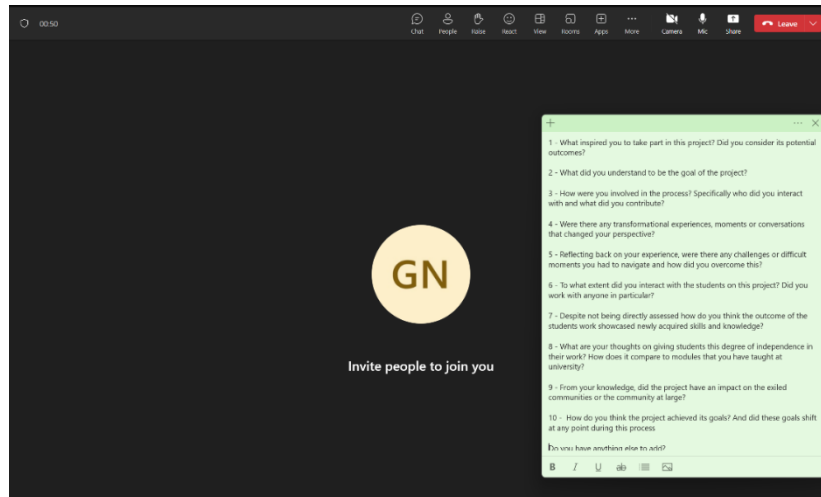 00:50
Chat People Raise React View Rooms Apps More Camera Mic Share Leave
1 - What inspired you to take part in this project? Did you consider its potential
outcomes?
2 - What did you understand to be the goal of the project?
3 - How were you involved in the process? Specifically who did you interact
with and what did you contribute?
4 - Were there any transformational experiences, moments or conversations
that changed your perspective?
5 - Reflecting back on your experience, were there any challenges or difficult
moments you had to navigate and how did you overcome this?
6 - To what extent did you interact with the students on this project? Did you
work with anyone in particular?
7 - Despite not being directly assessed how do you think the outcome of the
students work showcased newly acquired skills and knowledge?
8 - What are your thoughts on giving students this degree of independence in
their work? How does it compare to modules that you have taught at
university?
9 - From your knowledge, did the project have an impact on the exiled
communities or the community at large?
10 - How do you think the project achieved its goals? And did these goals shift
at any point during this process
Do you have anything else to add?
B I U ab
GN
Invite people to join you